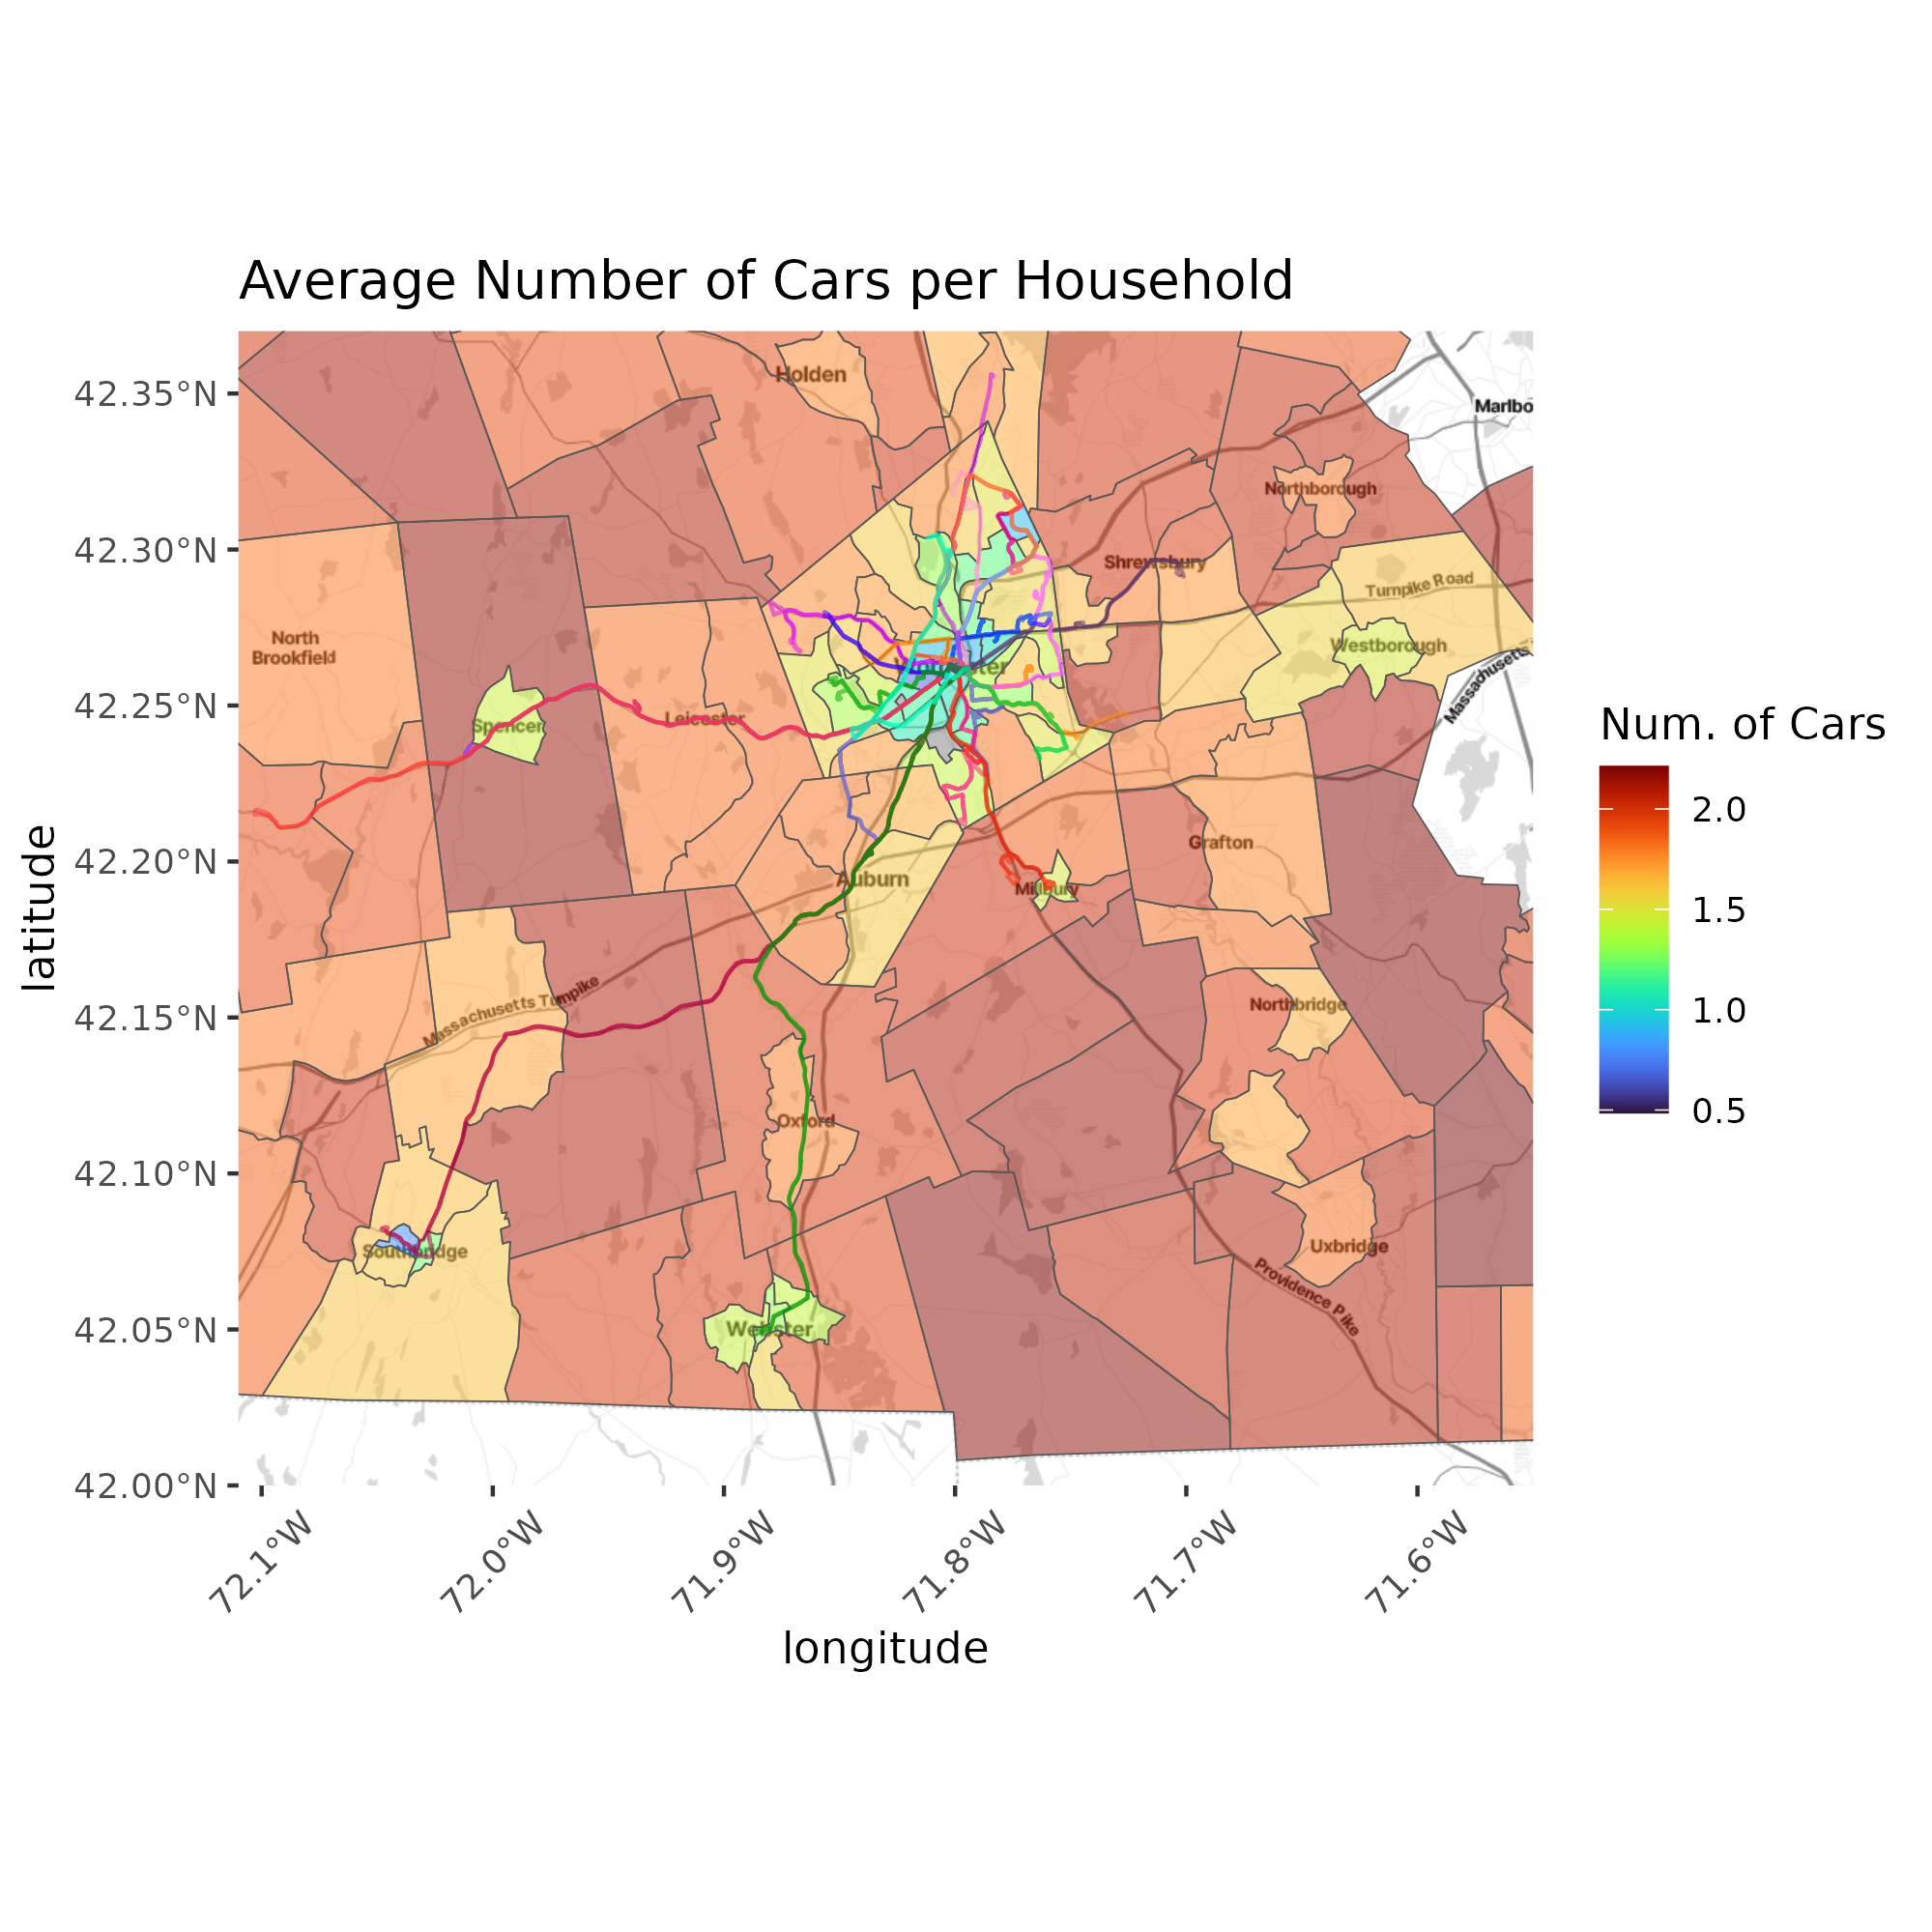 Average Number of Cars per Household
42.35°N
42.30°N
42.25°N
42.20°N
42.15°N
42.10°N
42.05°N
42.00°N
latitude
Holden
Marlbo
Northborough
Shrewsbury
Turnpike Road
North
Brookfield
Westborough
Worcester
Massachusetts
Spencer
Leicester
Grafton
Auburn
Millbury
Massachusetts Turnpike
Northbridge
Oxford
Southbridge
Uxbridge
Providence Pike
Webster
72.1°W
72.0°W
71.9°W
71.8°W
71.7°W
71.6°W
longitude
Num. of Cars
2.0
1.5
1.0
0.5